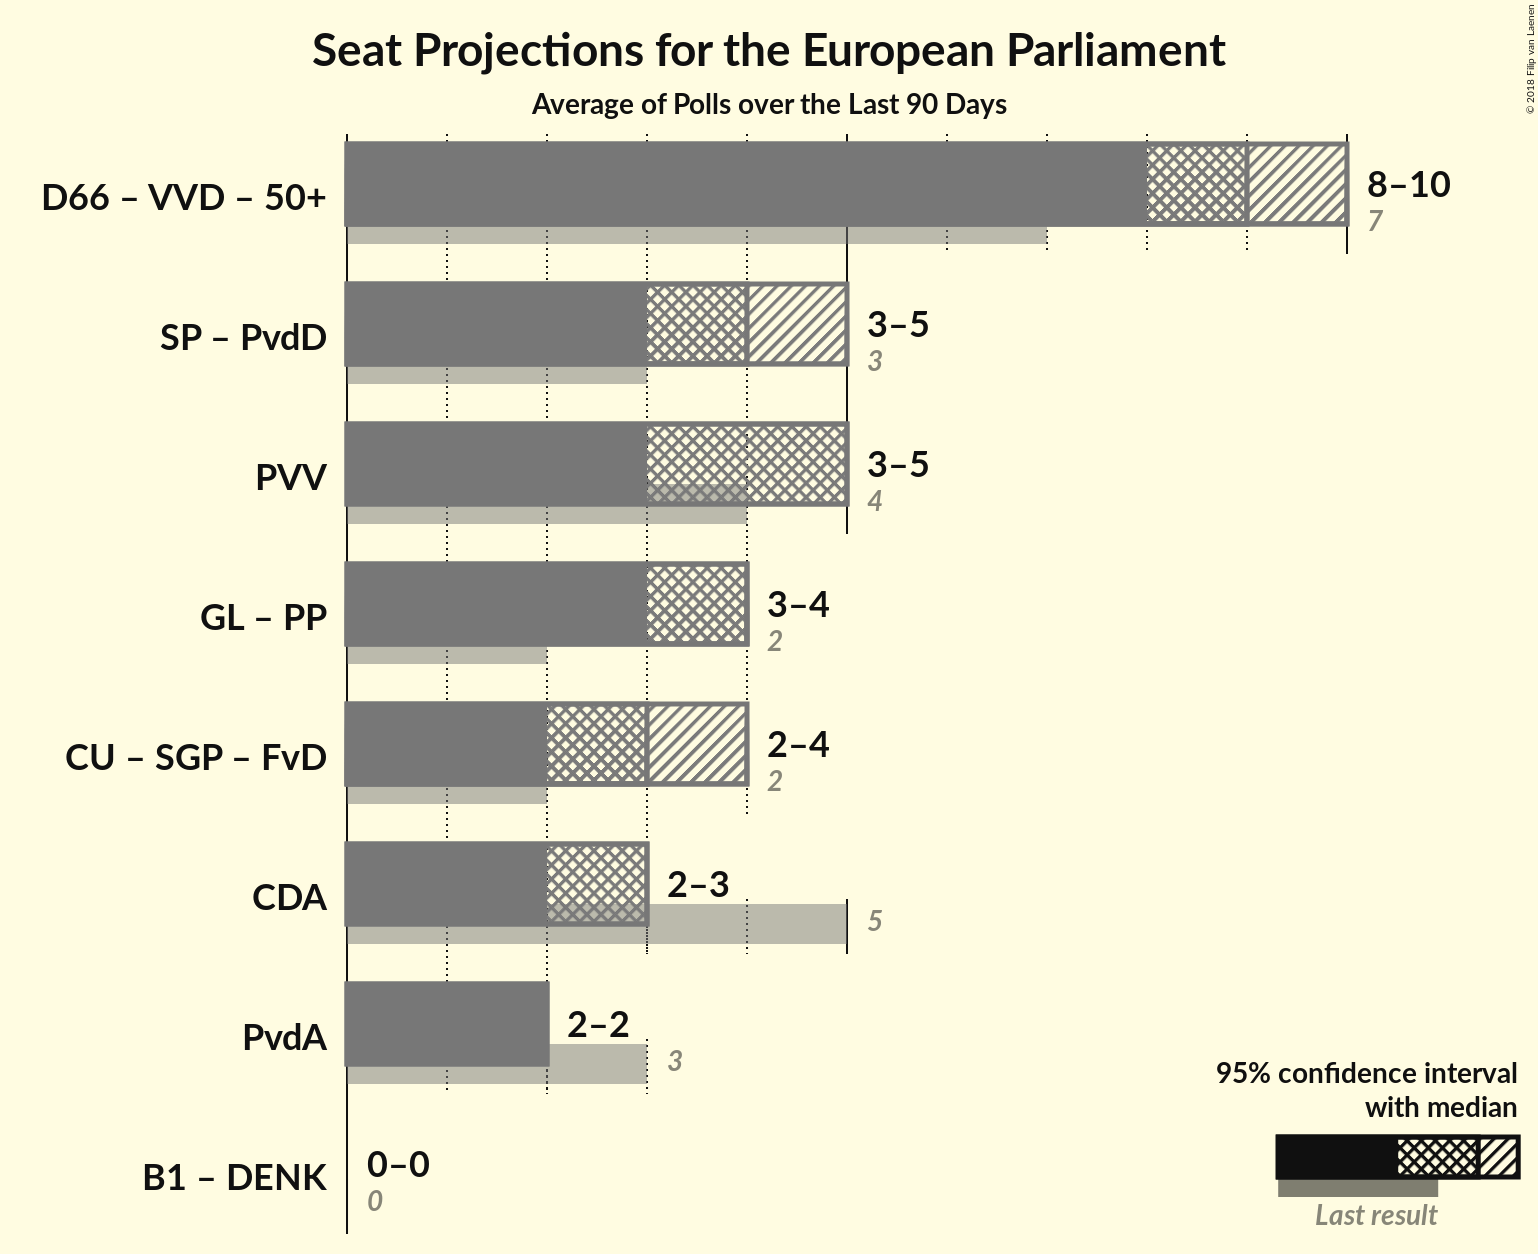 Seat Projections for the European Parliament
Average of Polls over the Last 90 Days
© 2018 Filip van Laenen
D66 – VVD – 50+
8–10
7
SP – PvdD
3–5
3
PVV
3–5
4
GL – PP
3–4
2
CU – SGP – FvD
2–4
2
CDA
2–3
5
PvdA
2–2
3
B1 – DENK
0–0
0
95% confidence interval
with median
Last result